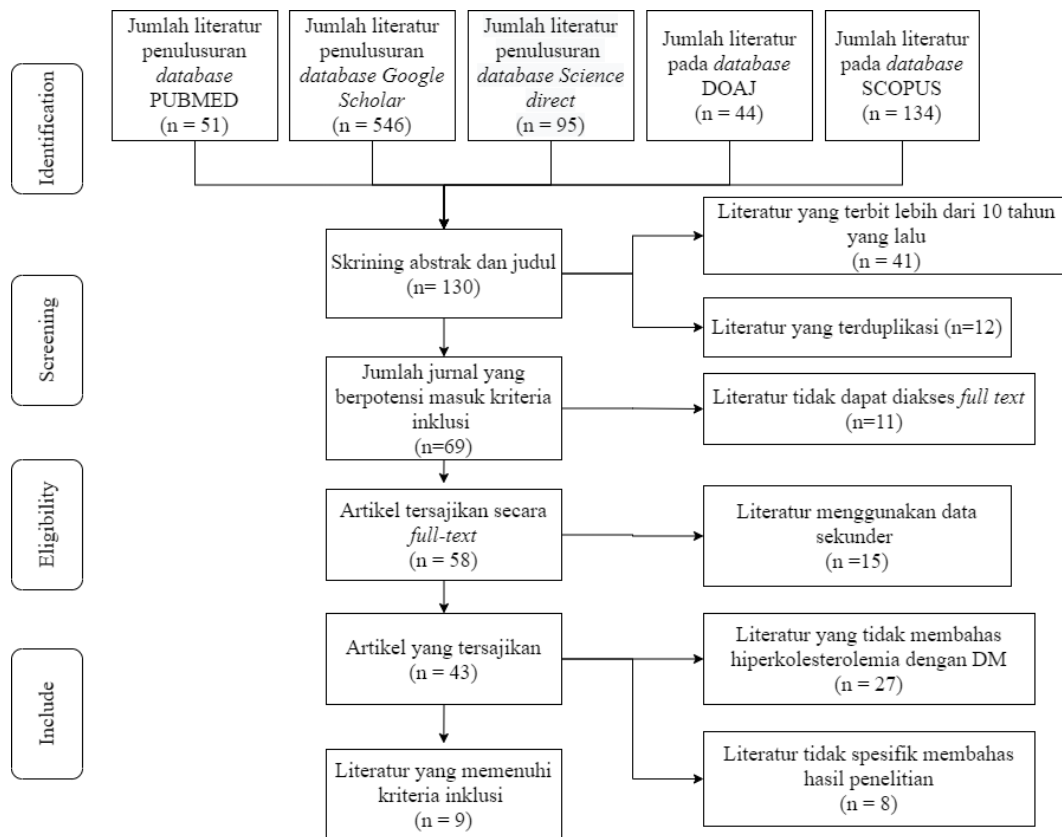 Identification
Jumlah literatur
penulusuran
database
PUBMED
(n = 51)
Jumlah literatur
penulusuran
database Google
Scholar
(n = 546)
Jumlah literatur
penulusuran
database Science
direct
(n = 95)
Jumlah literatur
pada database
DOAJ
(n = 44)
Jumlah literatur
pada database
SCOPUS
(n = 134)
Screening
Skrining abstrak dan judul
(n= 130)
Literatur yang terbit lebih dari 10 tahun
yang lalu
(n = 41)
Literatur yang terduplikasi (n=12)
Jumlah jurnal yang
berpotensi masuk kriteria
inklusi
(n=69)
Literatur tidak dapat diakses full text
(n=11)
Eligibility
Artikel tersajikan secara
full-text
(n = 58)
Literatur menggunakan data
sekunder
(n =15)
Include
Artikel yang tersajikan
(n = 43)
Literatur yang tidak membahas
hiperkolesterolemia dengan DM
(n = 27)
Literatur tidak spesifik membahas
hasil penelitian
(n = 8)
Literatur yang memenuhi
kriteria inklusi
(n = 9)